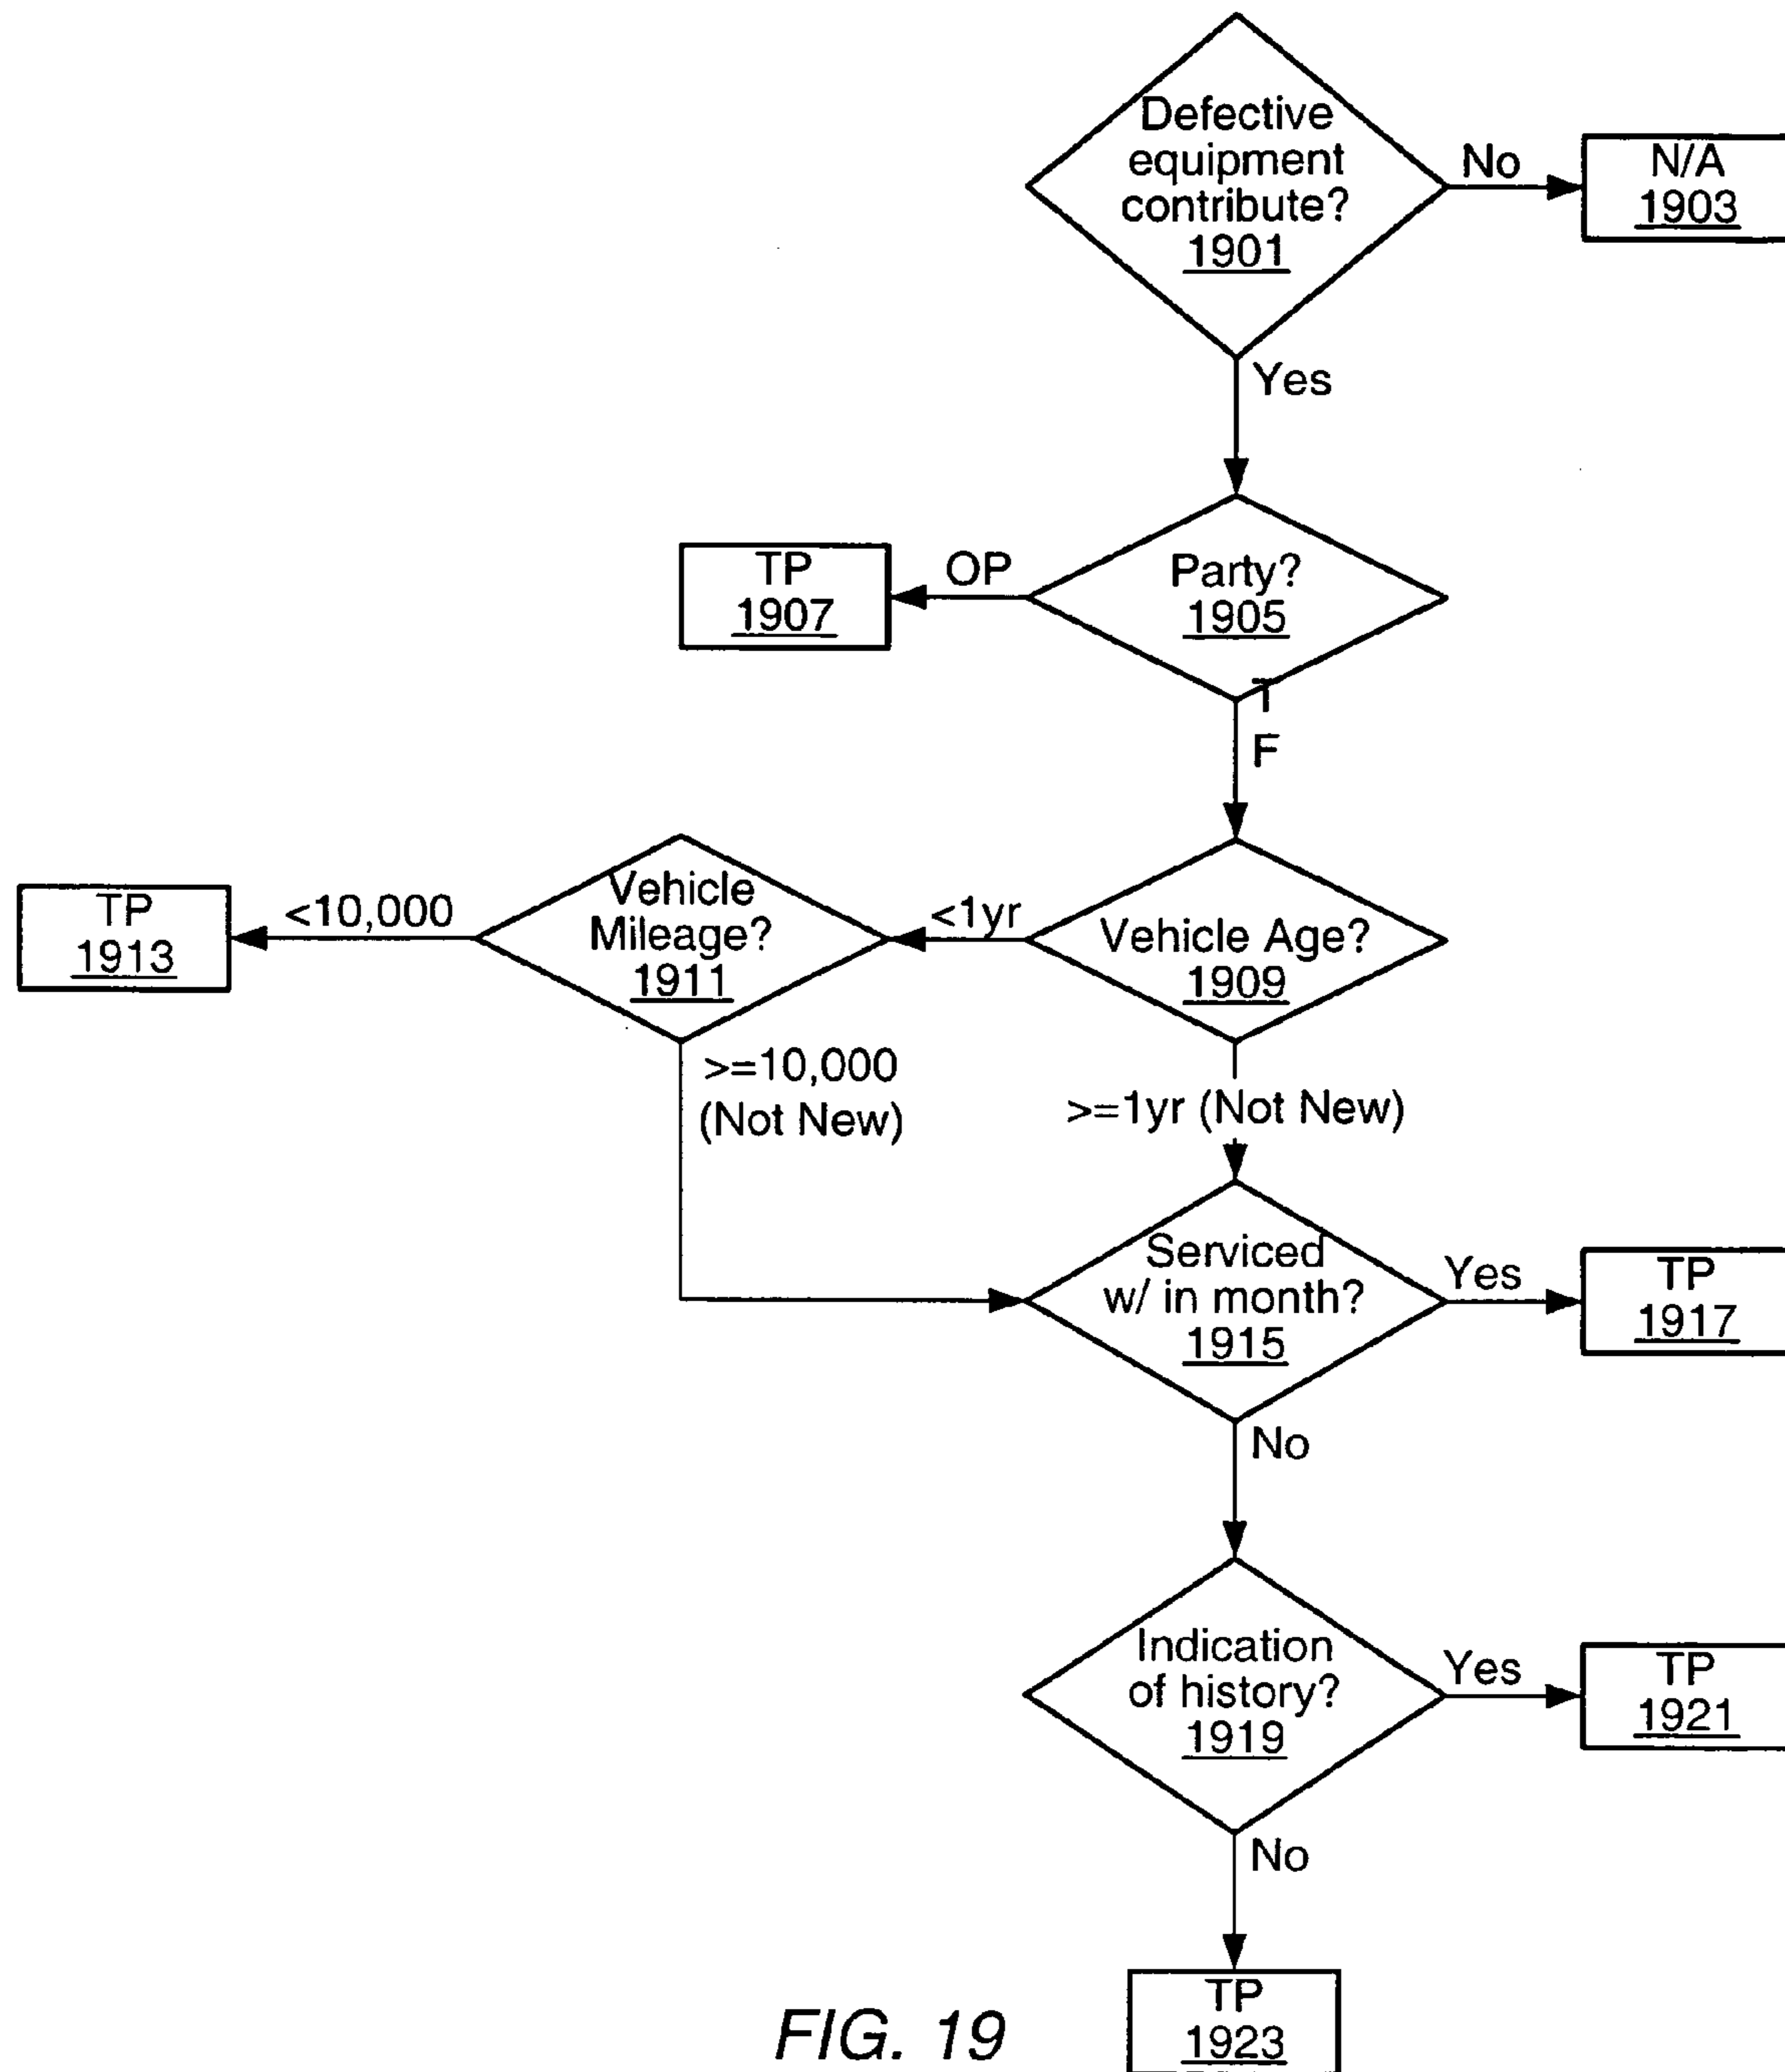 Defective
equipment
contribute?
1901
No
N/A
1903
Yes
Party?
1905
OP
TP
1907
T
F
Vehicle Age?
1909
<1yr
Vehicle
Mileage?
1911
<10,000
TP
1913
>=10,000
(Not New)
>=1yr (Not New)
Serviced
w/ in month?
1915
Yes
TP
1917
No
Indication
of history?
1919
Yes
TP
1921
No
TP
1923
FIG. 19